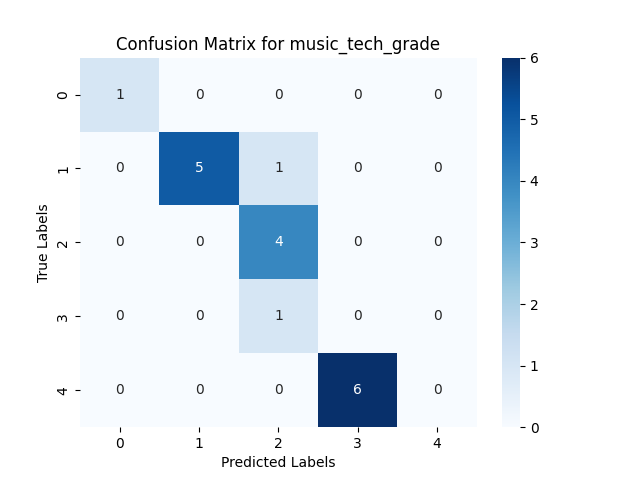 Confusion Matrix for music_tech_grade
0 1 0 0 0 0
1 0 5 1 0 0
2 0 0 4 0 0
3 0 0 1 0 0
4 0 0 0 6 0
0 1 2 3 4
True Labels
Predicted Labels
6
5
4
3
2
1
0